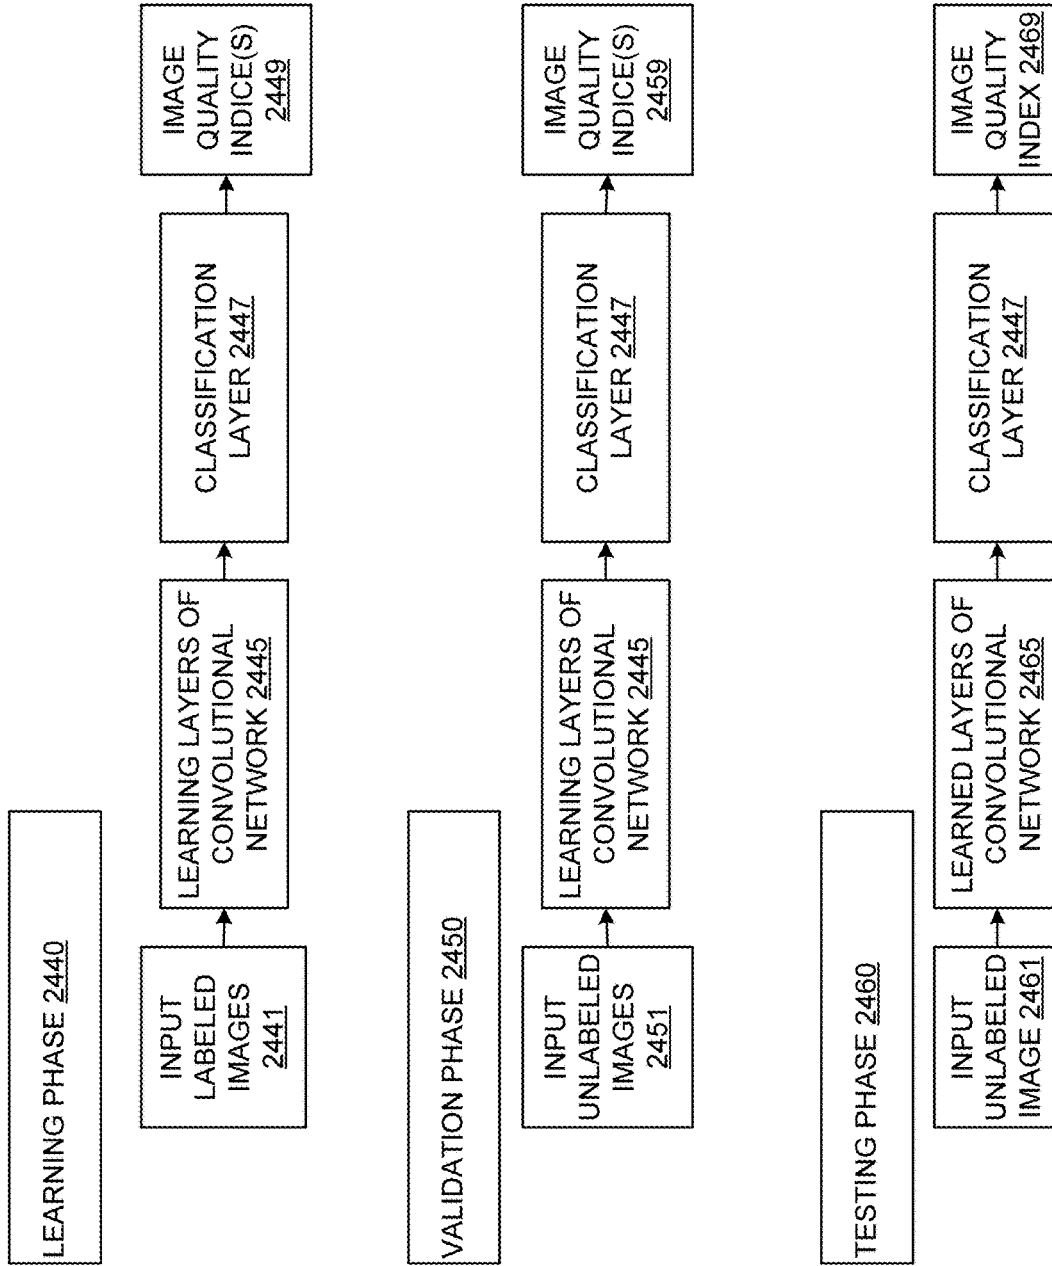 LEARNING PHASE 2440
INPUT
LABELED
IMAGES
2441
LEARNING LAYERS OF
CONVOLUTIONAL
NETWORK 2445
CLASSIFICATION
LAYER 2447
IMAGE
QUALITY
INDICE(S)
2449
VALIDATION PHASE 2450
INPUT
UNLABELED
IMAGES
2451
LEARNING LAYERS OF
CONVOLUTIONAL
NETWORK 2445
CLASSIFICATION
LAYER 2447
IMAGE
QUALITY
INDICE(S)
2459
TESTING PHASE 2460
INPUT
UNLABELED
IMAGE 2461
LEARNED LAYERS OF
CONVOLUTIONAL
NETWORK 2465
CLASSIFICATION
LAYER 2447
IMAGE
QUALITY
INDEX 2469